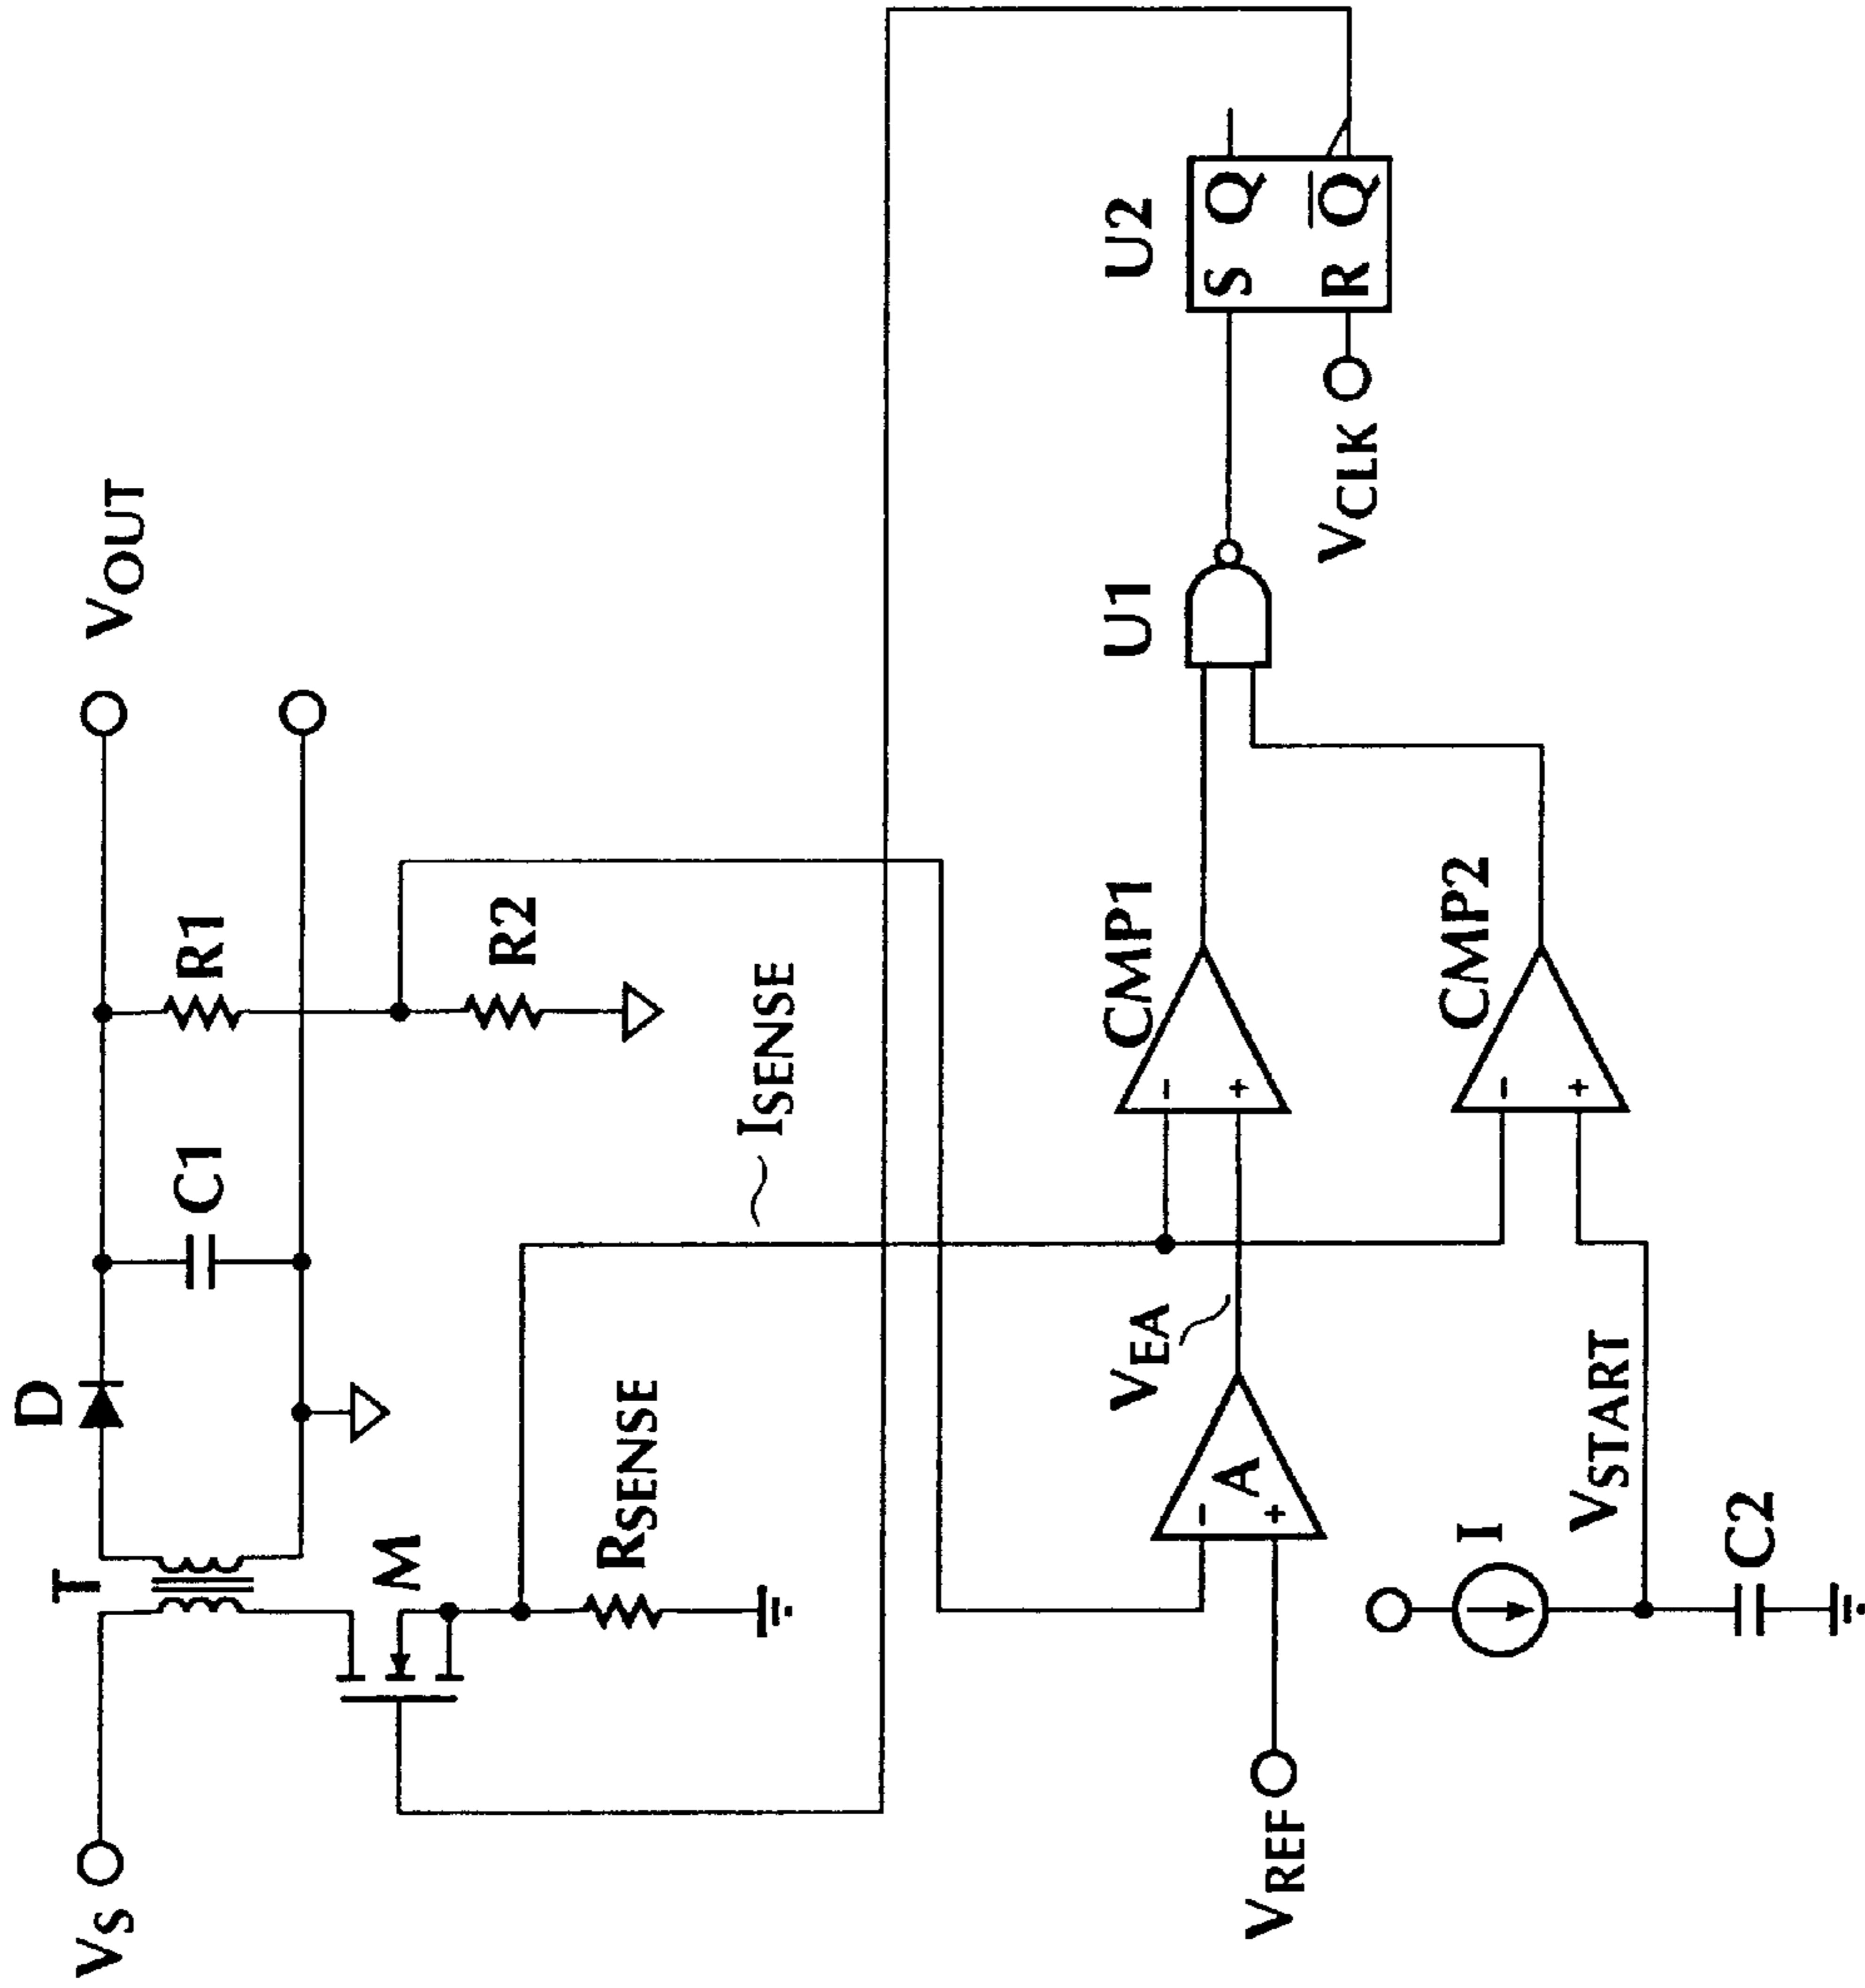 VS
T
D
C1
R1
VOUT
M
RSENSE
ISENSE
R2
VREF
-
+
A
VEA
I
VSTART
C2
-
+
CMP1
-
+
CMP2
U1
U2
S Q
R Q̅
VCLK